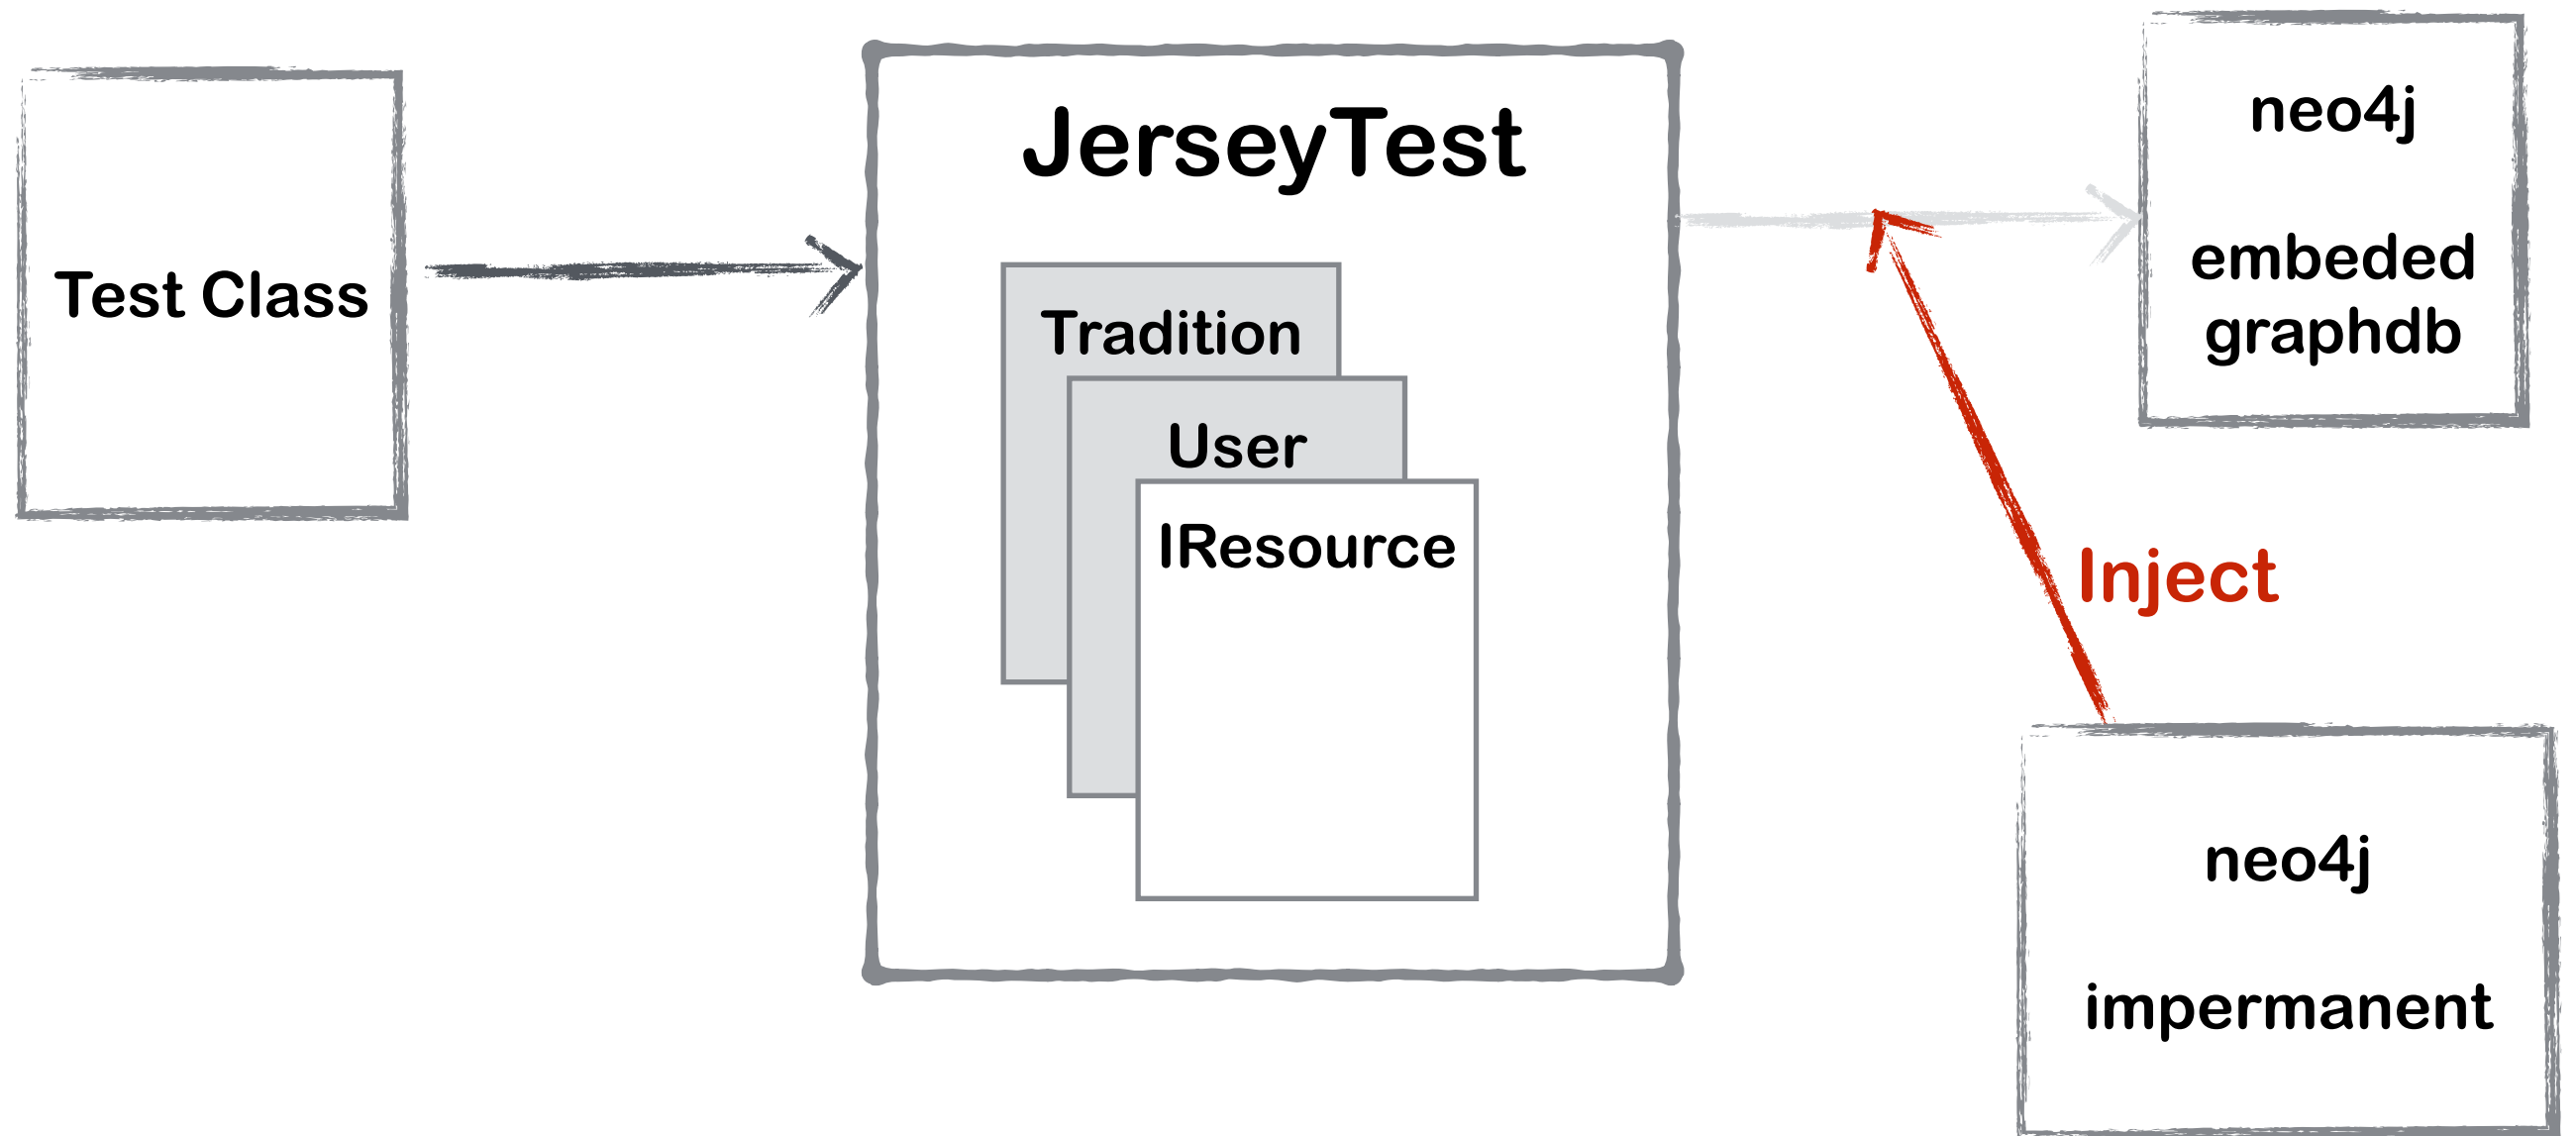 Test Class
JerseyTest
Tradition
User
IResource
neo4j
embeded
graphdb
Inject
neo4j
impermanent